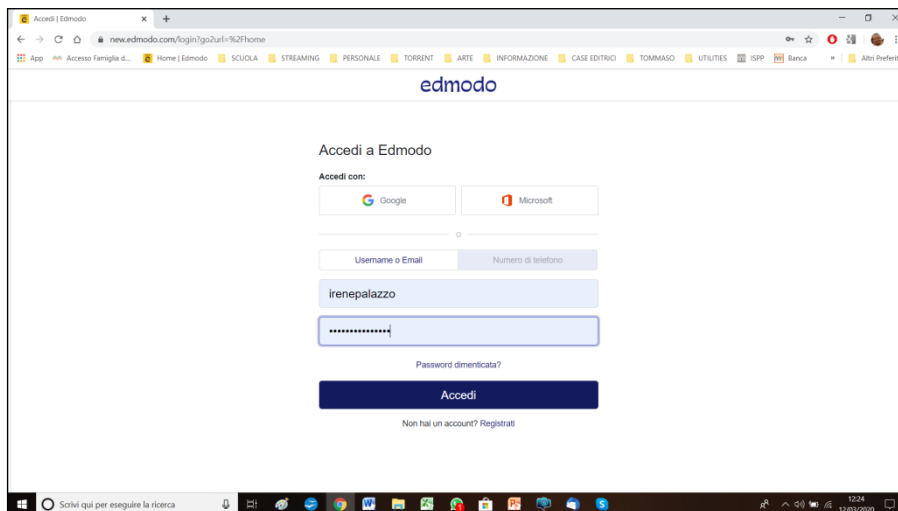 Accedi | Edmodo
new.edmodo.com/login?go2url=%2Fhome
App Accesso Famiglia d... Home | Edmodo SCUOLA STREAMING PERSONALE TORRENT ARTE INFORMAZIONE CASE EDITRICI TOMMASO UTILITIES ISPP Banca » Altri Preferiti
edmodo
Accedi a Edmodo
Accedi con:
Google Microsoft
o
Username o Email Numero di telefono
irenepalazzo
•••••••••••••••
Password dimenticata?
Accedi
Non hai un account? Registrati
Scrivi qui per eseguire la ricerca 12:24
12/03/2020